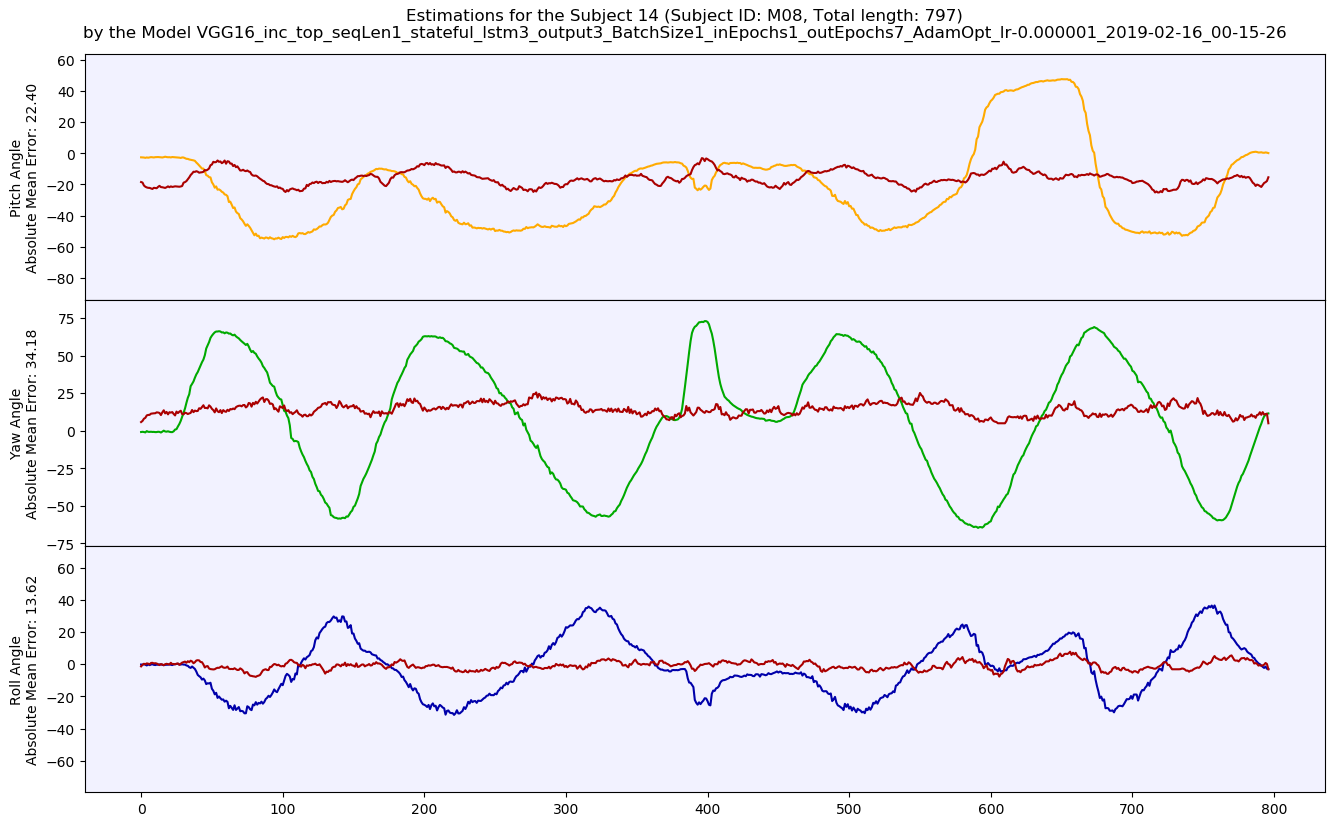 Estimations for the Subject 14 (Subject ID: M08, Total length: 797)
by the Model VGG16_inc_top_seqLen1_stateful_lstm3_output3_BatchSize1_inEpochs1_outEpochs7_AdamOpt_lr-0.000001_2019-02-16_00-15-26
Pitch Angle
Absolute Mean Error: 22.40
60
40
20
0
−20
−40
−60
−80
Yaw Angle
Absolute Mean Error: 34.18
75
50
25
0
−25
−50
−75
Roll Angle
Absolute Mean Error: 13.62
60
40
20
0
−20
−40
−60
0 100 200 300 400 500 600 700 800